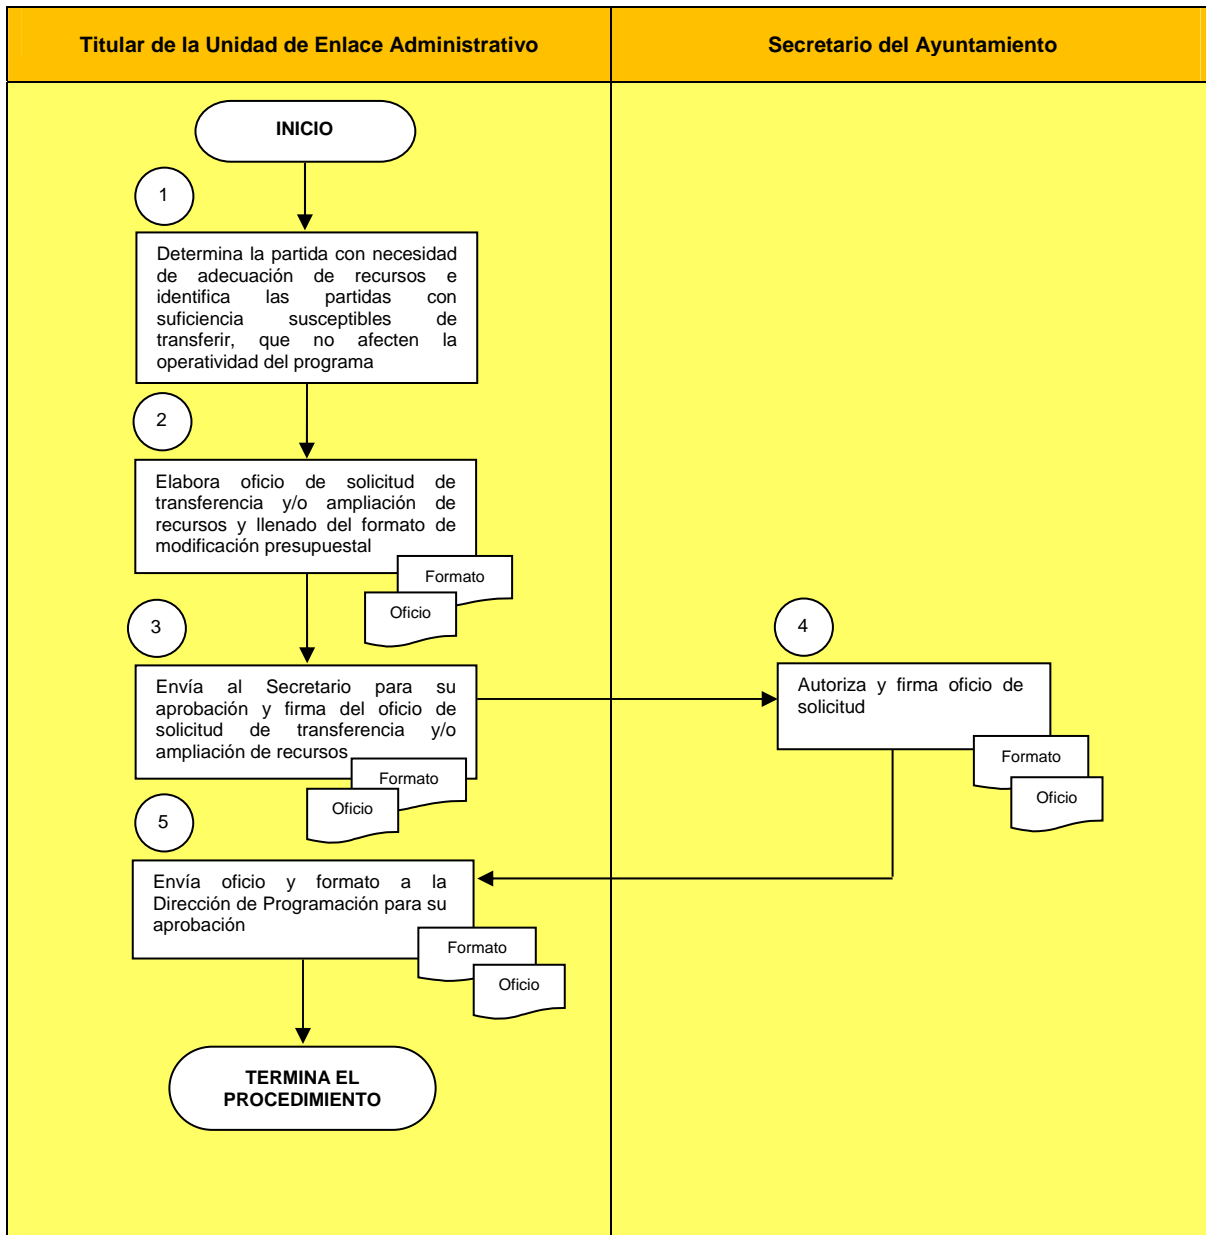 Titular de la Unidad de Enlace Administrativo
Secretario del Ayuntamiento
INICIO
1
Determina la partida con necesidad
de adecuación de recursos e
identifica las partidas con
suficiencia susceptibles de
transferir, que no afecten la
operatividad del programa
2
Elabora oficio de solicitud de
transferencia y/o ampliación de
recursos y llenado del formato de
modificación presupuestal
Formato
Oficio
3
Envía al Secretario para su
aprobación y firma del oficio de
solicitud de transferencia y/o
ampliación de recursos
Formato
Oficio
4
Autoriza y firma oficio de
solicitud
Formato
Oficio
5
Envía oficio y formato a la
Dirección de Programación para su
aprobación
Formato
Oficio
TERMINA EL
PROCEDIMIENTO